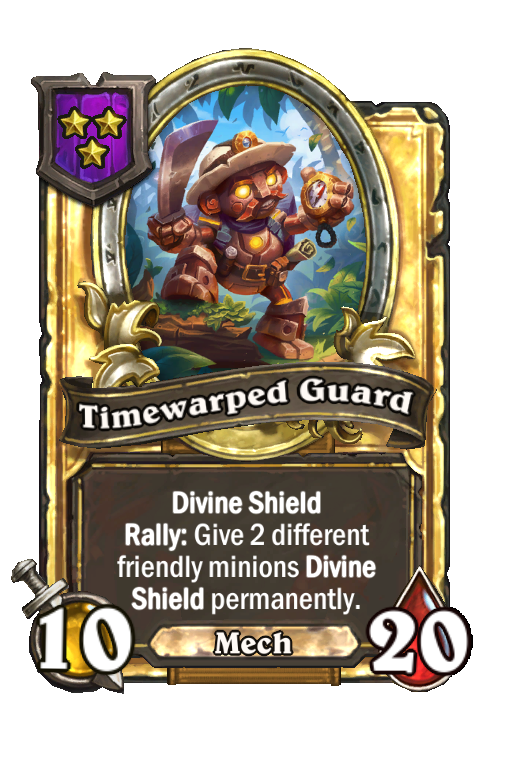 Timewarped Guard
Divine Shield
Rally: Give 2 different
friendly minions Divine
Shield permanently.
10
Mech
20